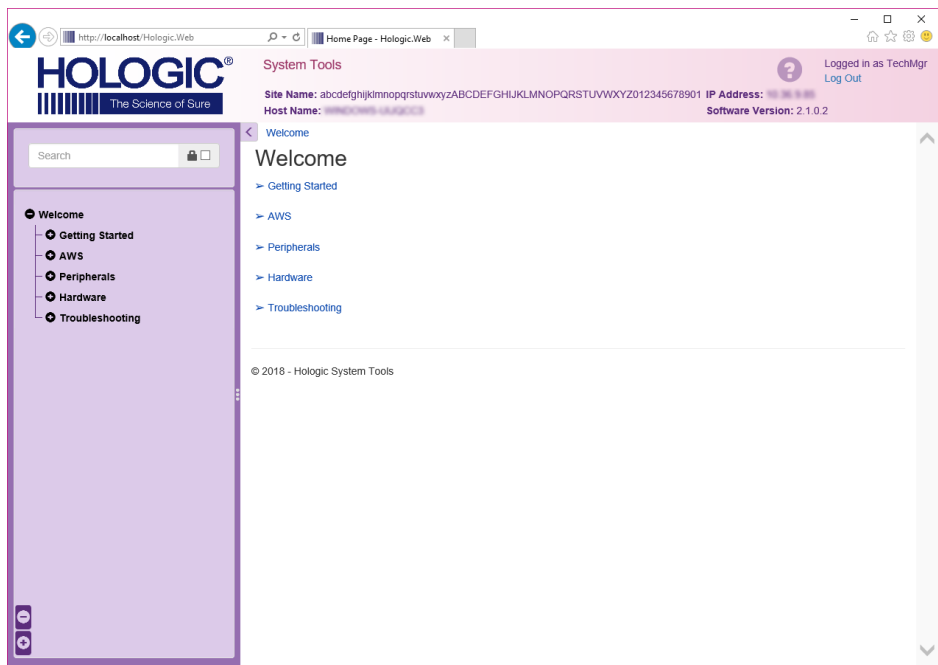 http://localhost/Hologic.Web
Home Page - Hologic.Web
HOLOGIC®
The Science of Sure
System Tools
Logged in as TechMgr
Log Out
Site Name: abcdefghijklmnopqrstuvwxyzABCDEFGHIJKLMNOPQRSTUVWXYZ012345678901 IP Address:
Host Name:
Software Version: 2.1.0.2
Search
Welcome
Getting Started
AWS
Peripherals
Hardware
Troubleshooting
Welcome
Welcome
➢ Getting Started
➢ AWS
➢ Peripherals
➢ Hardware
➢ Troubleshooting
© 2018 - Hologic System Tools